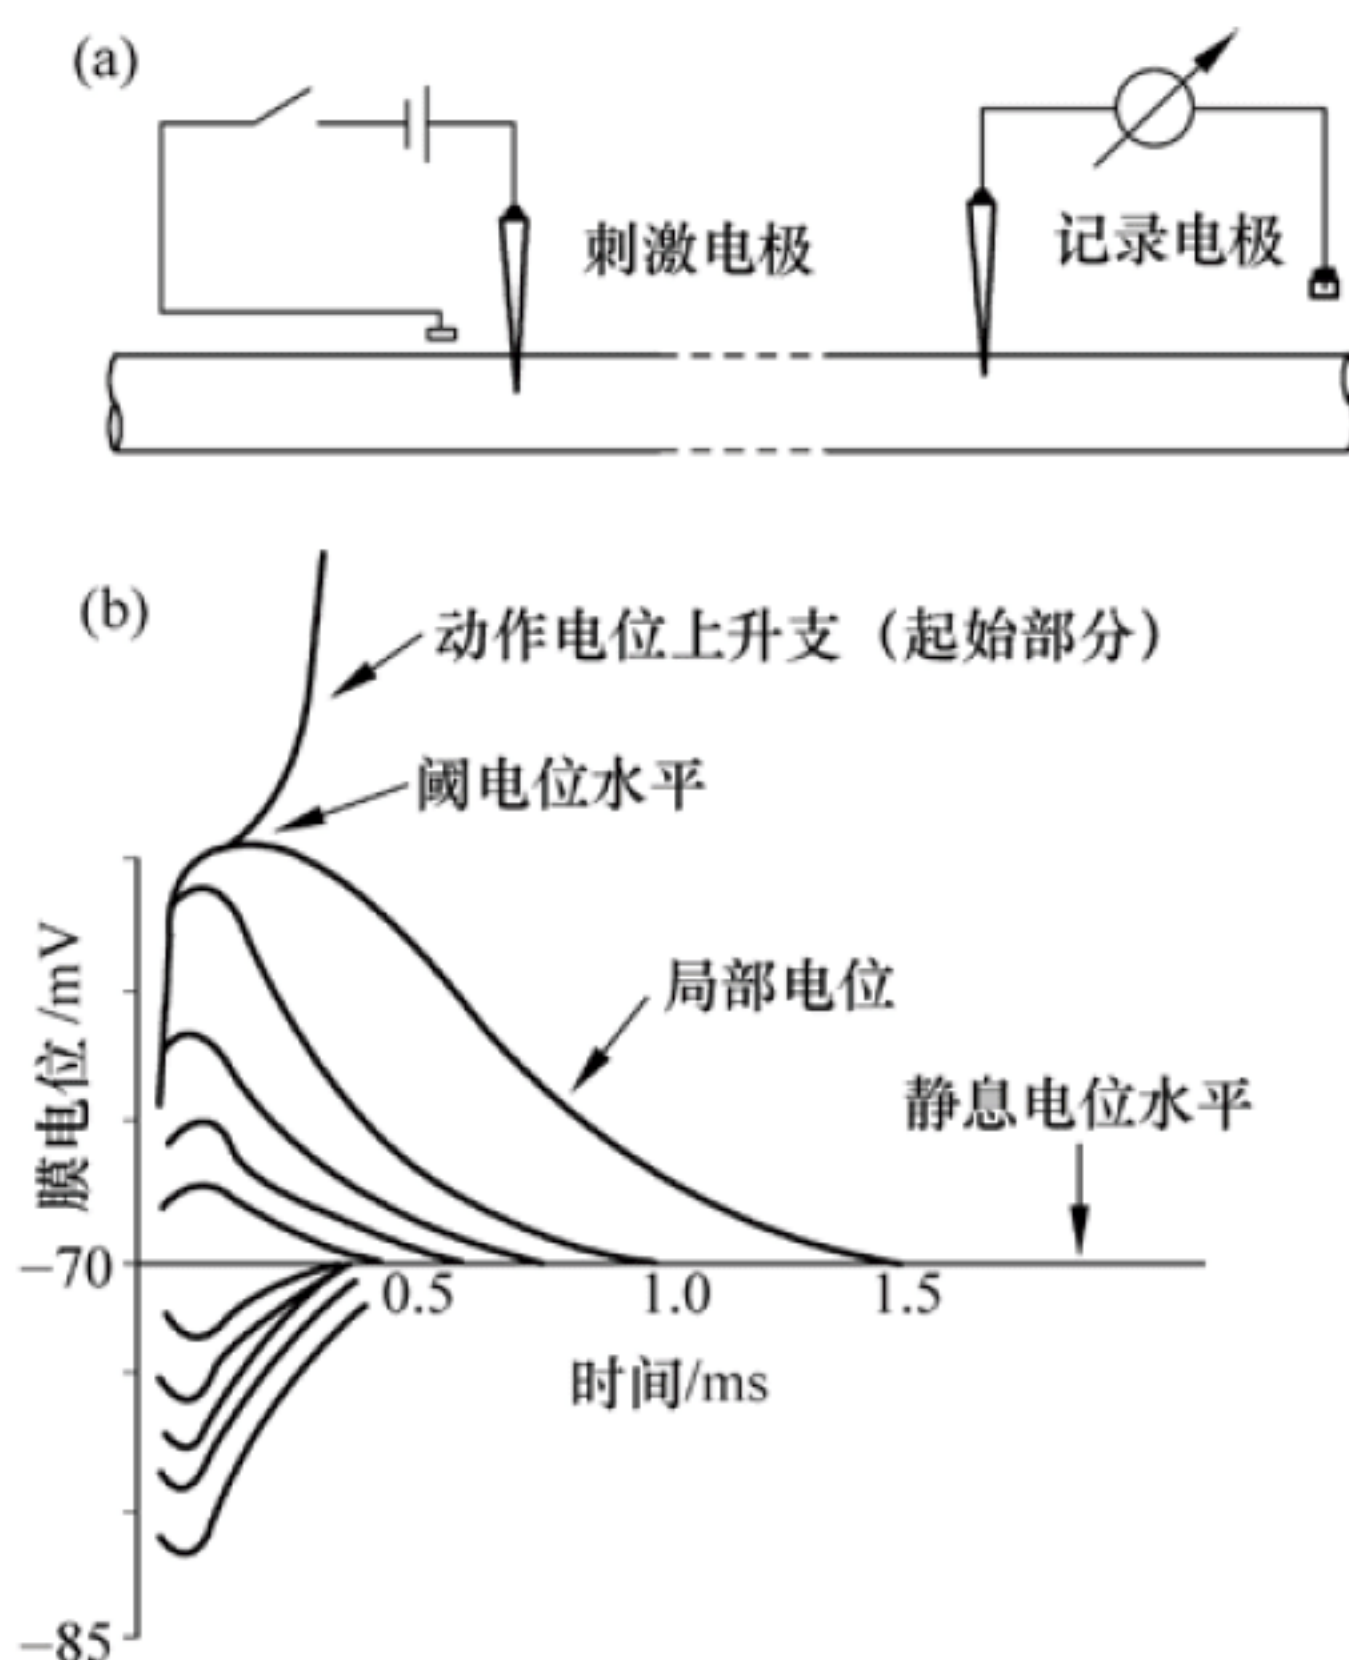 (a)
刺激电极
记录电极
(b)
动作电位上升支（起始部分）
阈电位水平
局部电位
静息电位水平
膜电位/mV
−70
0.5
1.0
1.5
时间/ms
−85